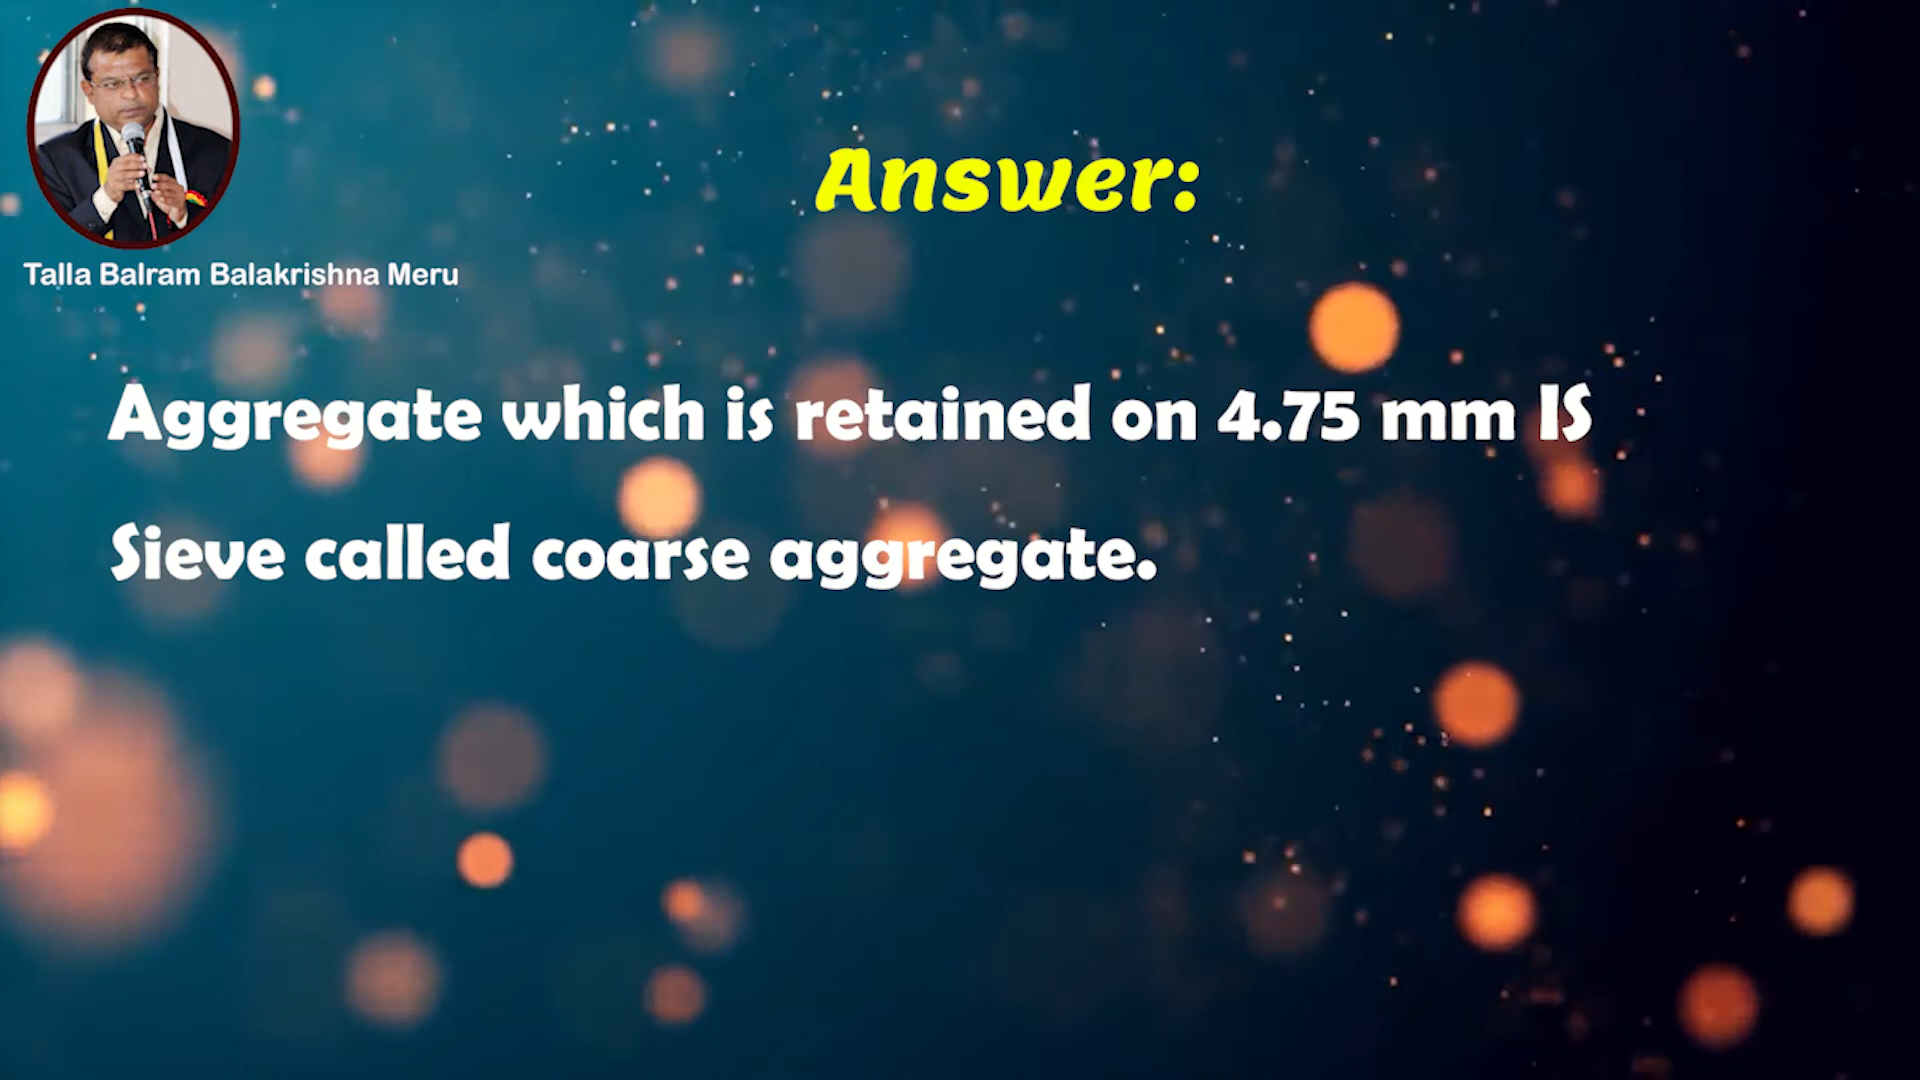 Talla Balram Balakrishna Meru
Answer:
Aggregate which is retained on 4.75 mm IS
Sieve called coarse aggregate.